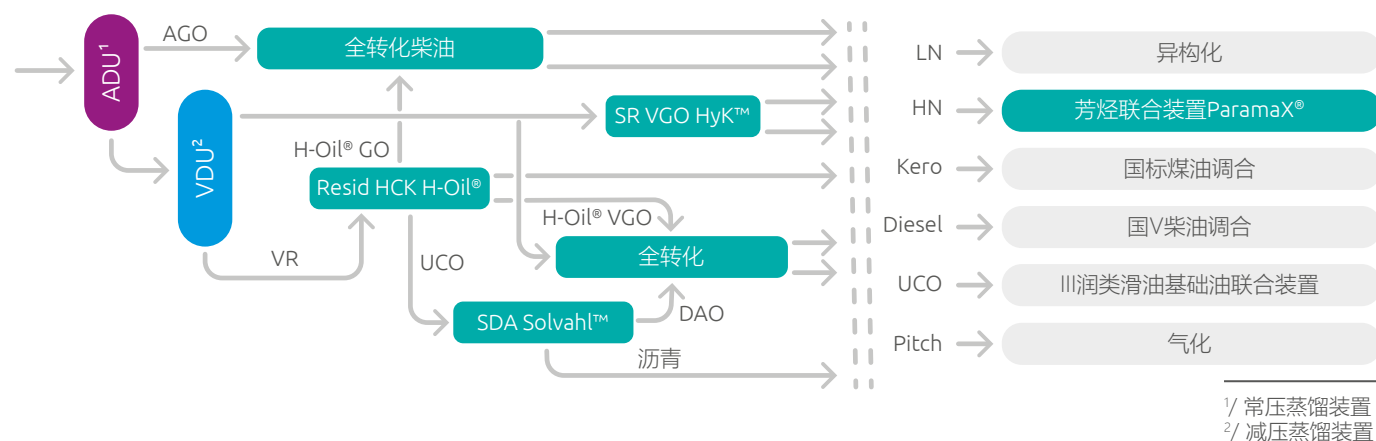 ADU¹
AGO
全转化柴油
VDU²
SR VGO HyK™
H-Oil® GO
Resid HCK H-Oil®
H-Oil® VGO
全转化
VR
UCO
SDA Solvahl™
DAO
沥青
LN
异构化
HN
芳烃联合装置ParamaX®
Kero
国标煤油调合
Diesel
国V柴油调合
UCO
III润类滑油基础油联合装置
Pitch
气化
¹/ 常压蒸馏装置
²/ 减压蒸馏装置